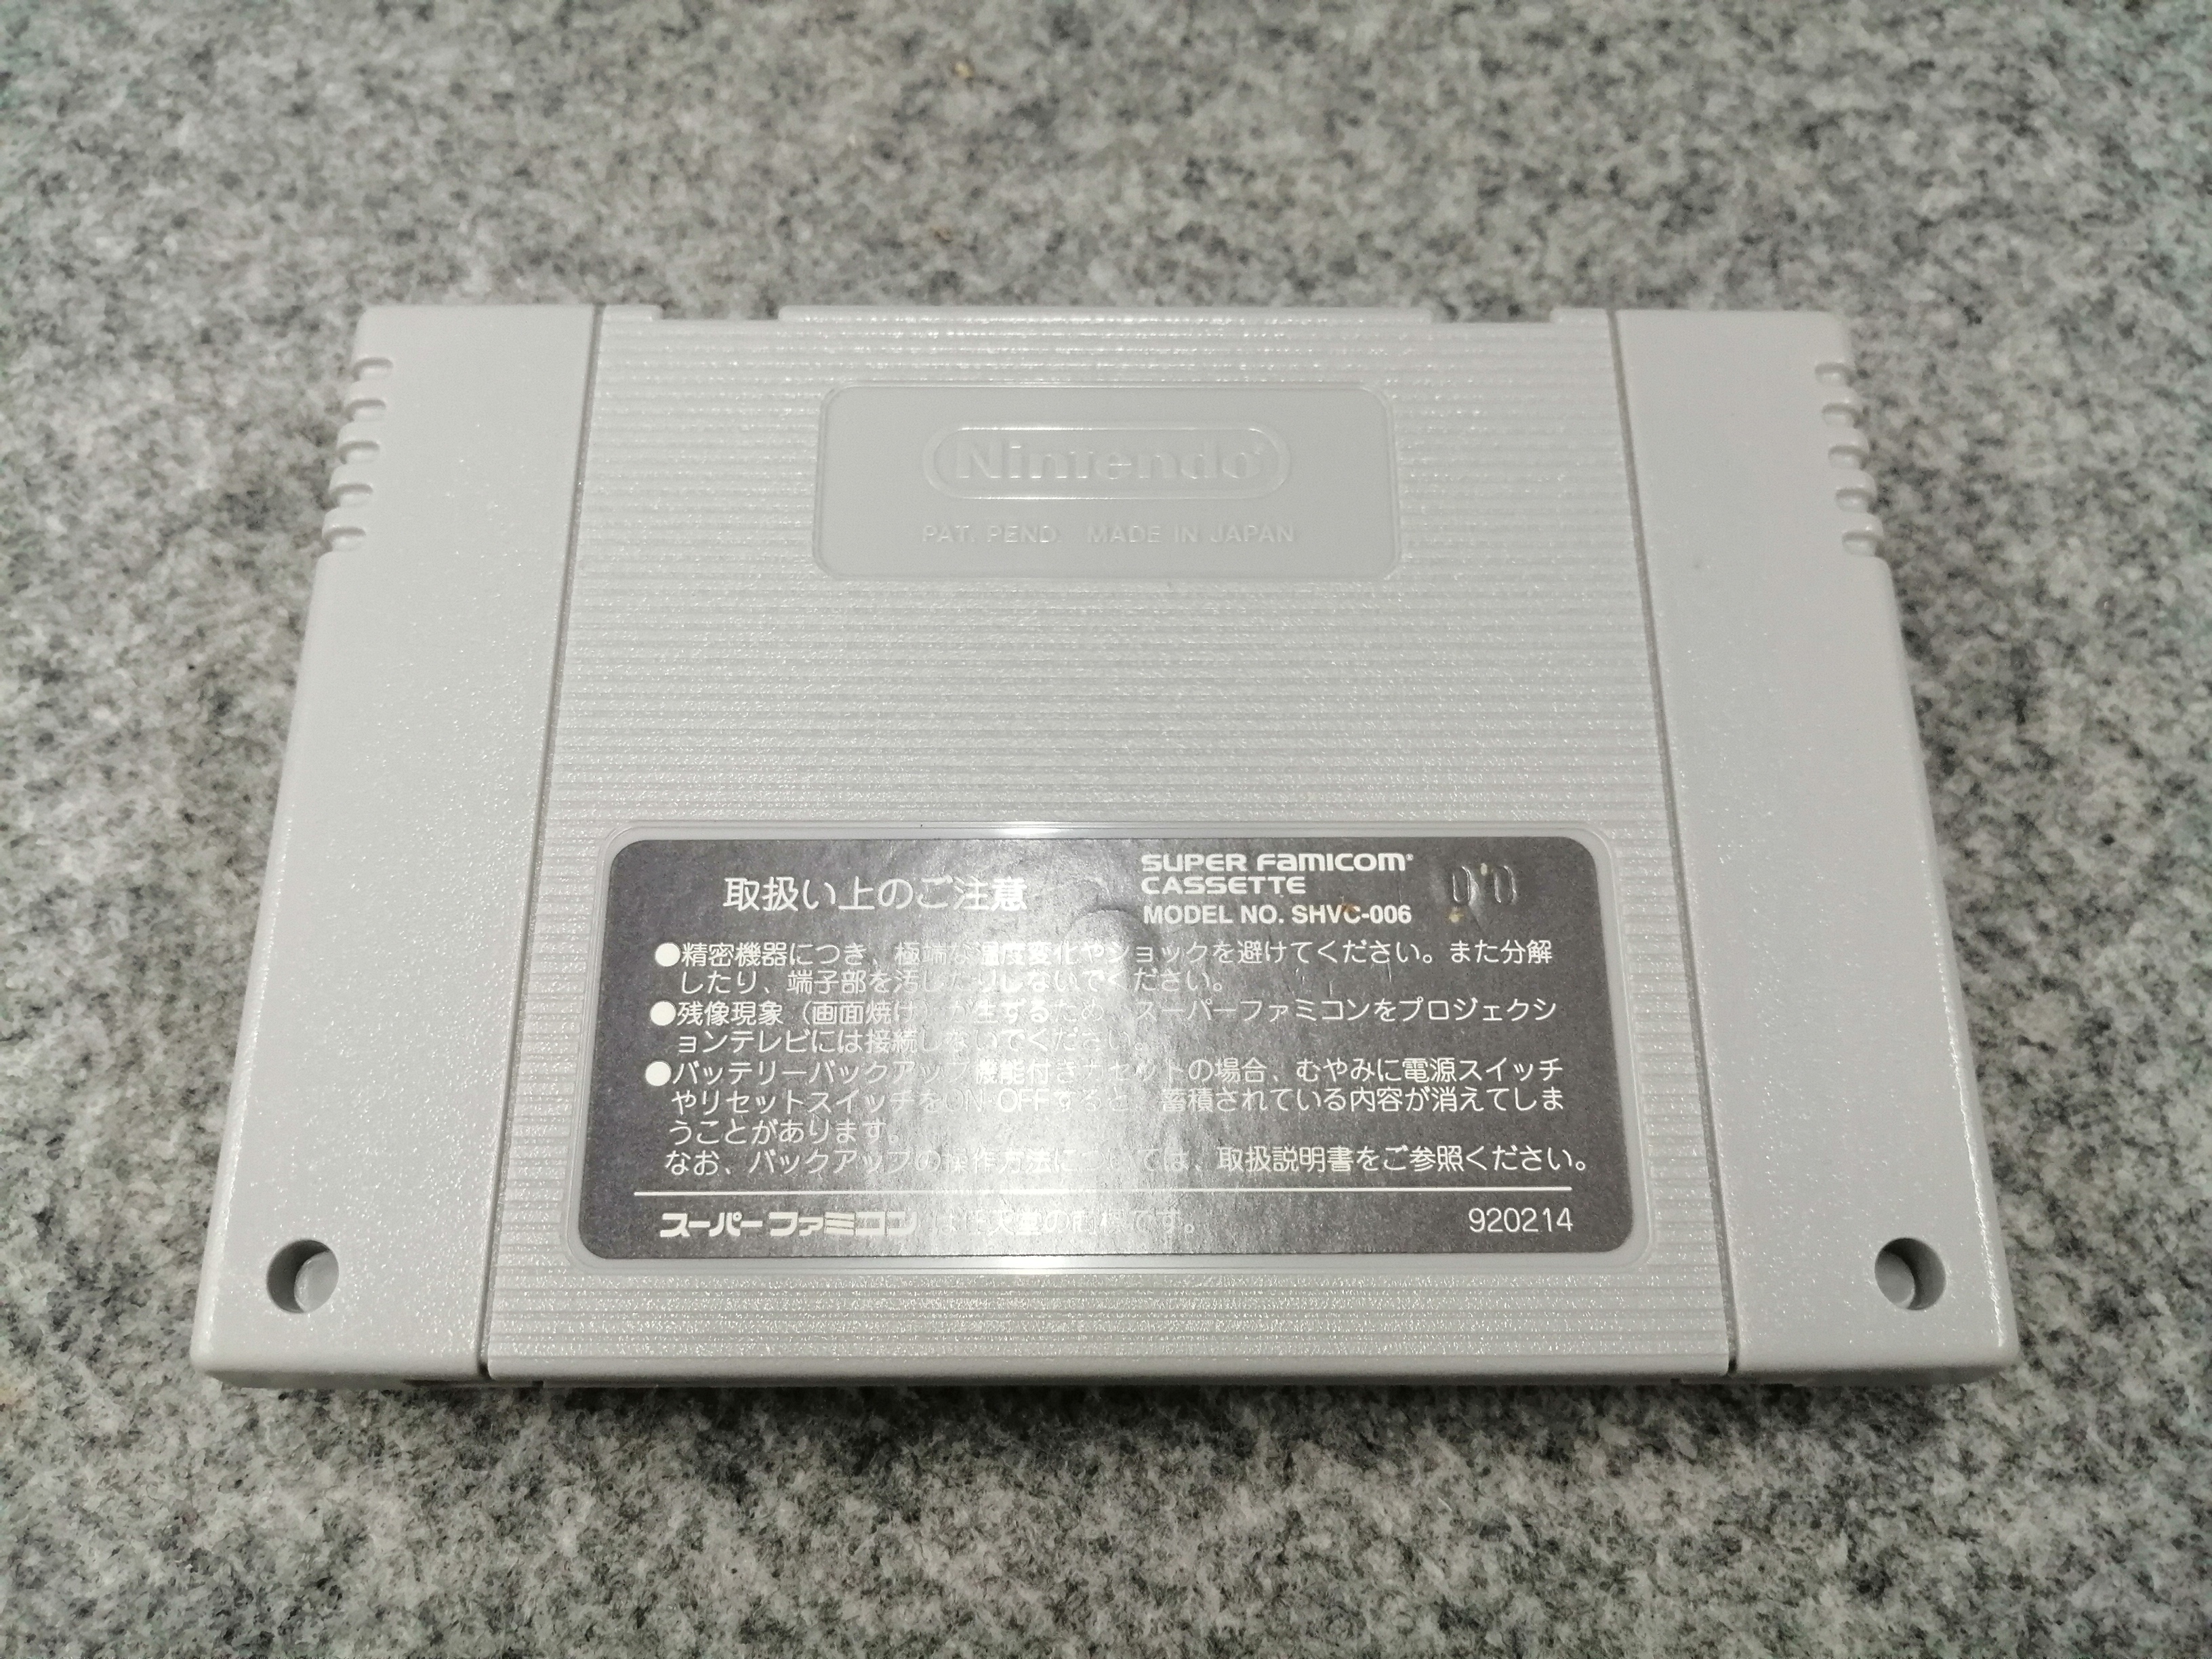 Nintendo
PAT. PEND. MADE IN JAPAN
取扱い上のご注意
SUPER FAMICOM
CASSETTE
MODEL NO. SHVC-006
00
●精密機器につき、極端な温度変化やショックを避けてください。また分解
したり、端子部を汚したりしないでください。
●残像現象（画面焼け）が生ずるため、スーパーファミコンをプロジェクシ
ョンテレビには接続しないでください。
●バッテリーバックアップ機能付きカセットの場合、むやみに電源スイッチ
やリセットスイッチをON-OFFすると、蓄積されている内容が消えてしま
うことがあります。
なお、バックアップの操作方法については、取扱説明書をご参照ください。
スーパーファミコンは任天堂の商標です。
920214